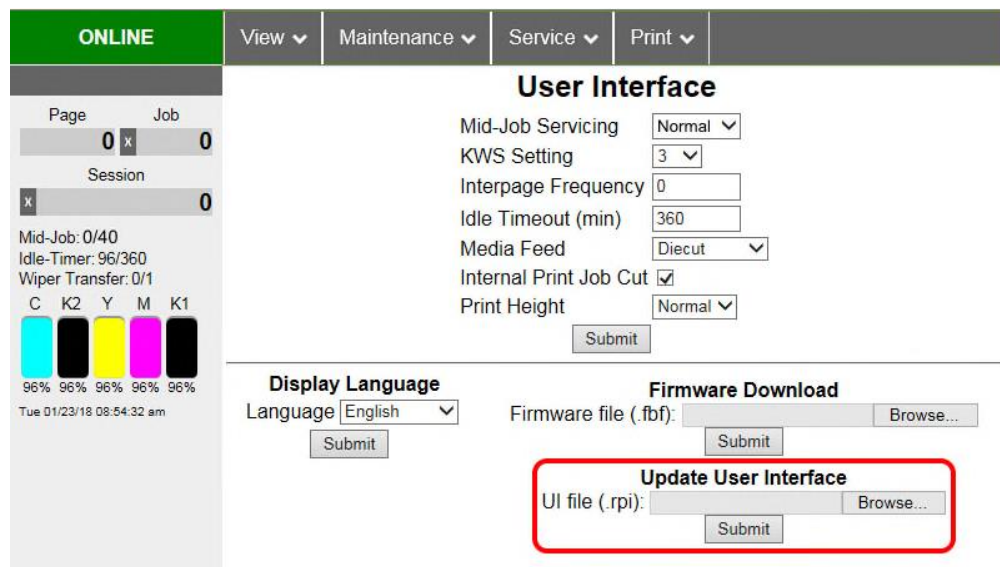 ONLINE
View Maintenance Service Print
Page Job
0 x 0
Session
x 0
Mid-Job: 0/40
Idle-Timer: 96/360
Wiper Transfer: 0/1
C K2 Y M K1
96% 96% 96% 96% 96%
Tue 01/23/18 08:54:32 am
User Interface
Mid-Job Servicing Normal
KWS Setting 3
Interpage Frequency 0
Idle Timeout (min) 360
Media Feed Diecut
Internal Print Job Cut
Print Height Normal
Submit
Display Language
Language English
Submit
Firmware Download
Firmware file (.fbf): Browse...
Submit
Update User Interface
UI file (.rpi): Browse...
Submit